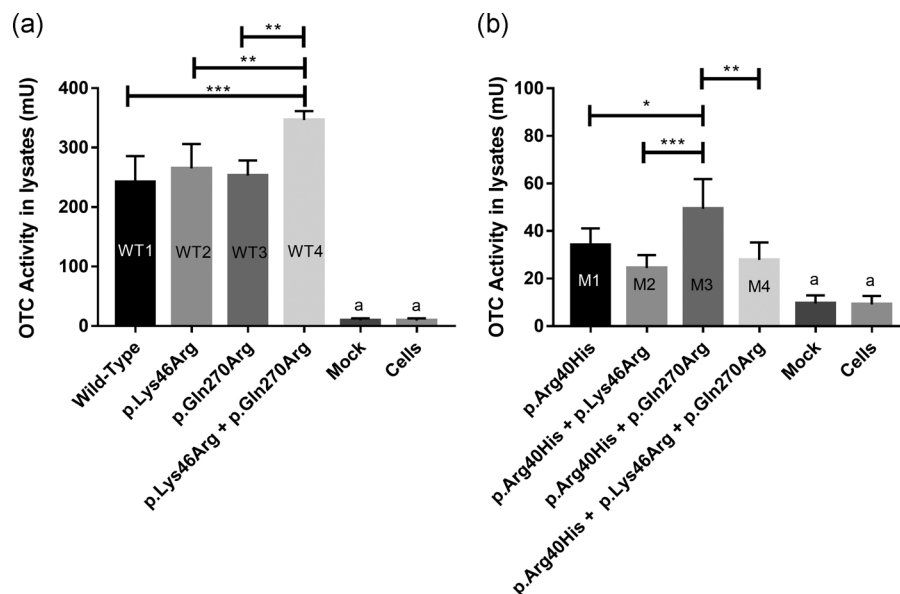 (a)
OTC Activity in lysates (mU)
400
300
200
100
0
***
**
**
WT1
WT2
WT3
WT4
a
a
Wild-Type
p.Lys46Arg
p.Gln270Arg
p.Lys46Arg + p.Gln270Arg
Mock
Cells
(b)
OTC Activity in lysates (mU)
100
80
60
40
20
0
*
***
**
M1
M2
M3
M4
a
a
p.Arg40His
p.Arg40His + p.Lys46Arg
p.Arg40His + p.Gln270Arg
p.Arg40His + p.Lys46Arg + p.Gln270Arg
Mock
Cells